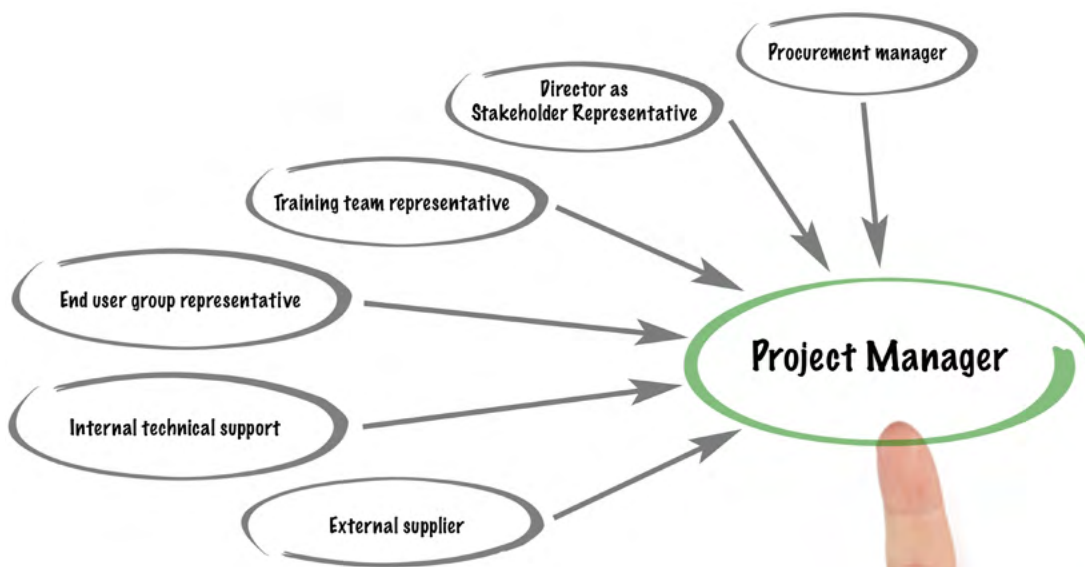 Procurement manager
Director as
Stakeholder Representative
Training team representative
End user group representative
Project Manager
Internal technical support
External supplier